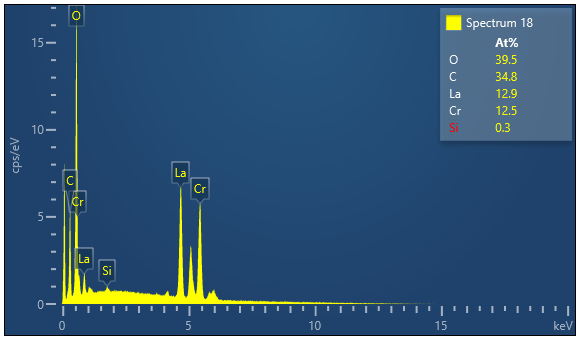 Spectrum 18
At%
O 39.5
C 34.8
La 12.9
Cr 12.5
Si 0.3
cps/eV
15
10
5
0
O
C
Cr
La
Si
La
Cr
0 5 10 15 keV